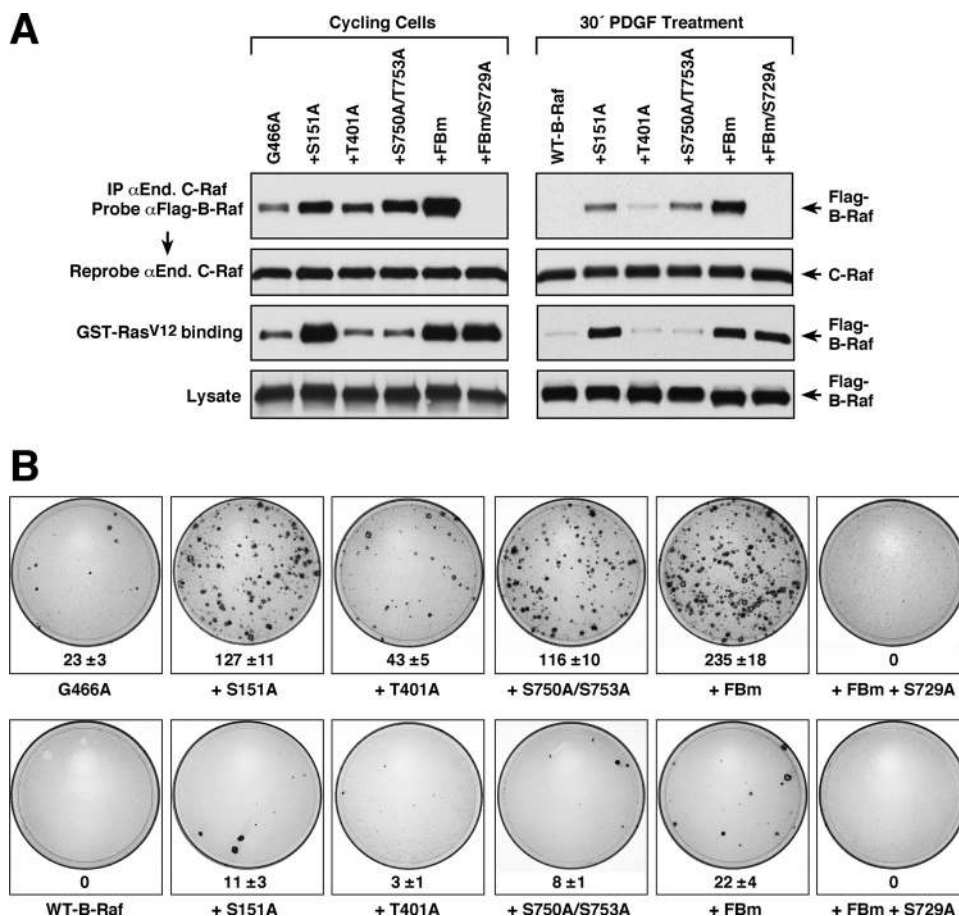 A
Cycling Cells
30´ PDGF Treatment
G466A
+S151A
+T401A
+S750A/T753A
+FBm
+FBm/S729A
WT-B-Raf
+S151A
+T401A
+S750A/T753A
+FBm
+FBm/S729A
IP αEnd. C-Raf
Probe αFlag-B-Raf
Flag-
B-Raf
Reprobe αEnd. C-Raf
C-Raf
GST-RasV12 binding
Flag-
B-Raf
Lysate
Flag-
B-Raf
B
23 ±3
127 ±11
43 ±5
116 ±10
235 ±18
0
G466A
+ S151A
+ T401A
+ S750A/S753A
+ FBm
+ FBm + S729A
0
11 ±3
3 ±1
8 ±1
22 ±4
0
WT-B-Raf
+ S151A
+ T401A
+ S750A/S753A
+ FBm
+ FBm + S729A